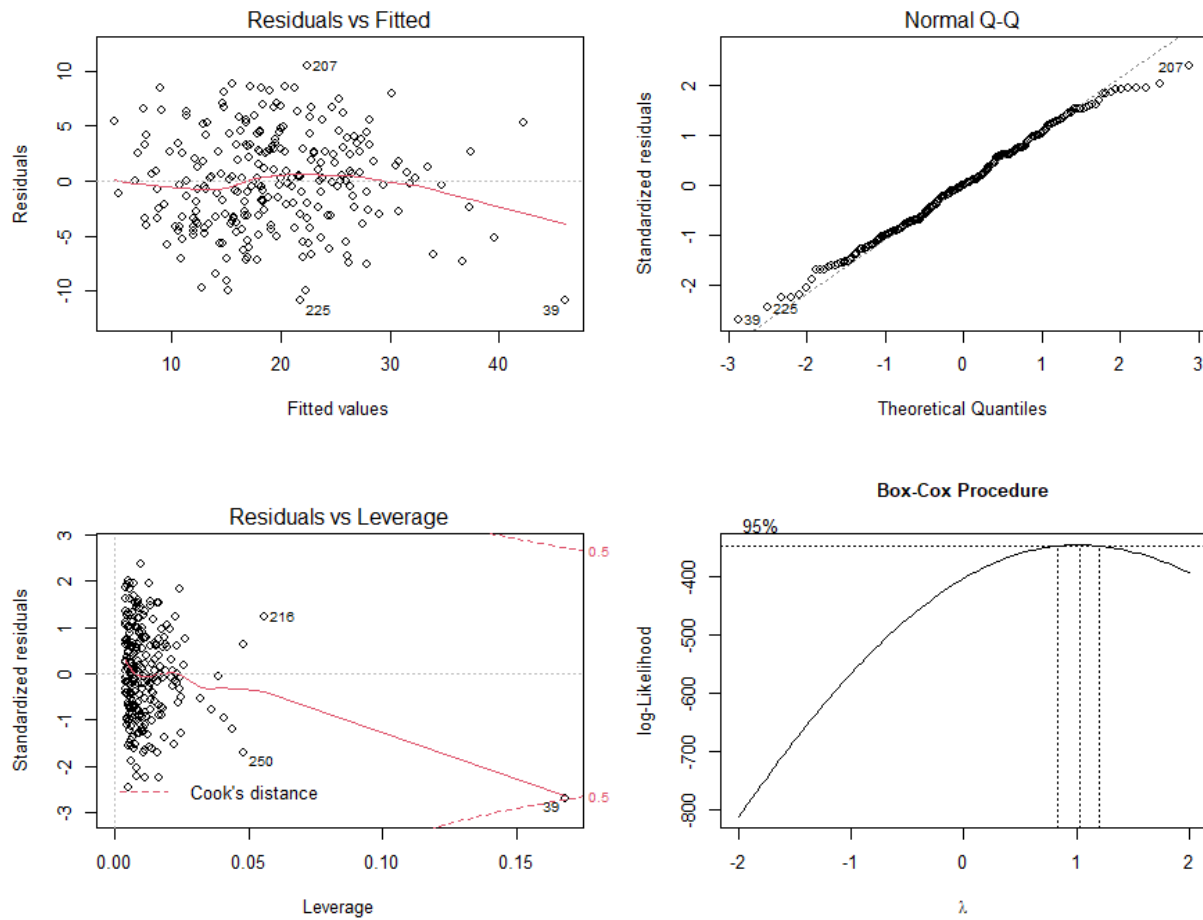 Residuals vs Fitted
Residuals
10
5
0
-5
-10
207
225
39
10 20 30 40
Fitted values
Normal Q-Q
Standardized residuals
2
1
0
-1
-2
207
225
39
-3 -2 -1 0 1 2 3
Theoretical Quantiles
Residuals vs Leverage
Standardized residuals
3
2
1
0
-1
-2
-3
0.5
216
250
Cook's distance
39
0.5
0.00 0.05 0.10 0.15
Leverage
Box-Cox Procedure
log-Likelihood
95%
-400
-500
-600
-700
-800
-2 -1 0 1 2
λ